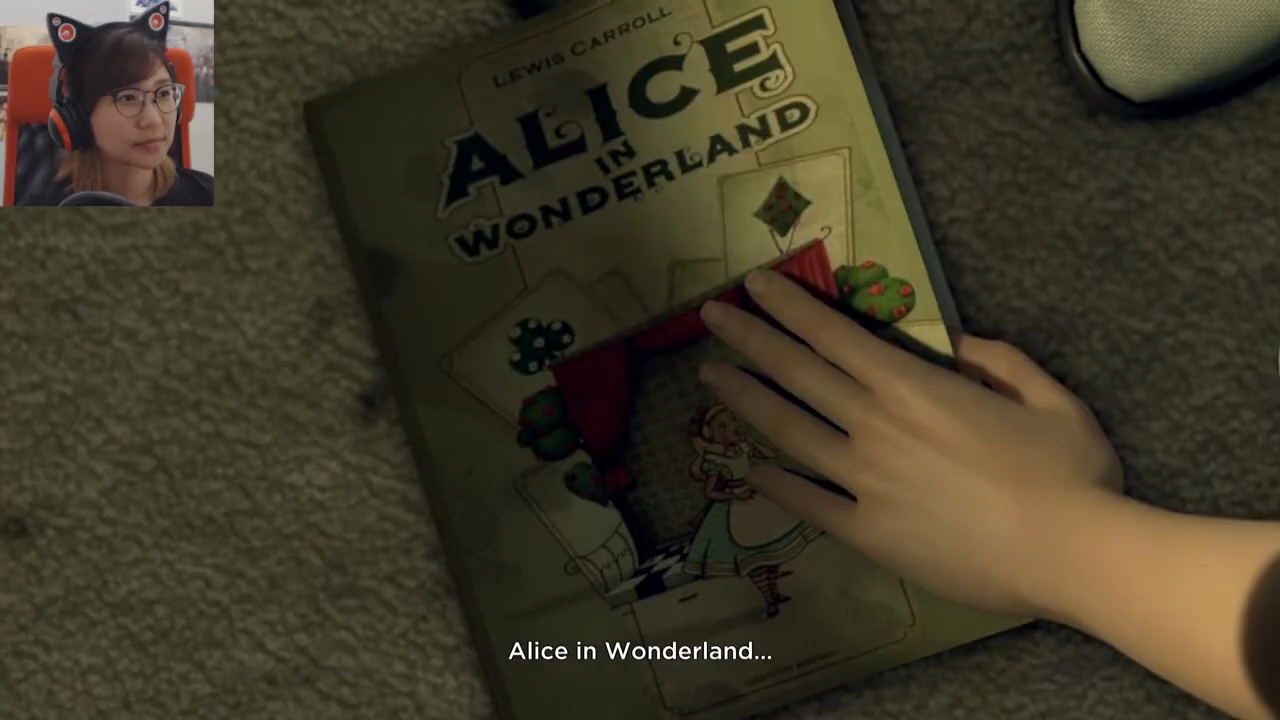 LEWIS CARROLL
ALICE
IN
WONDERLAND
Alice in Wonderland...